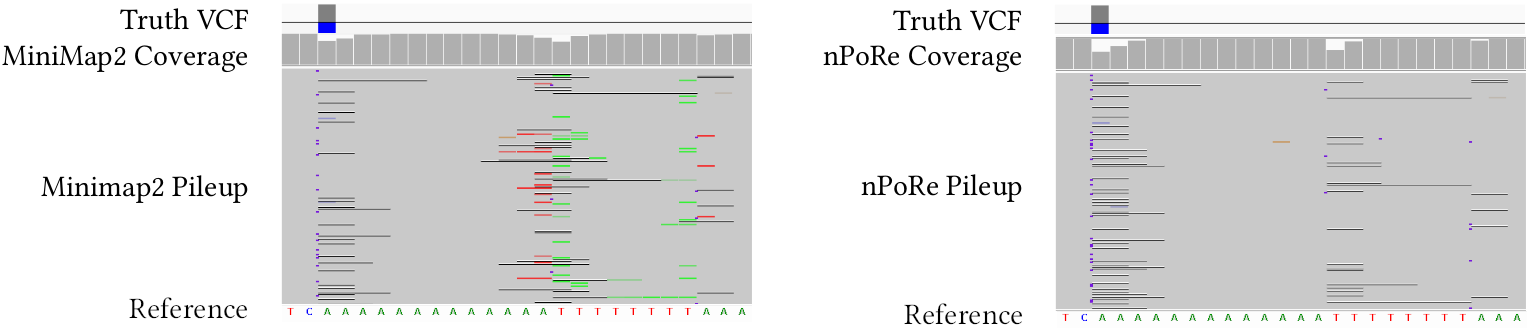 Truth VCF
MiniMap2 Coverage
Minimap2 Pileup
Reference
T C A A A A A A A A A A A A A T T T T T T T T A A A
Truth VCF
nPoRe Coverage
nPoRe Pileup
Reference
T C A A A A A A A A A A A A A T T T T T T T T A A A